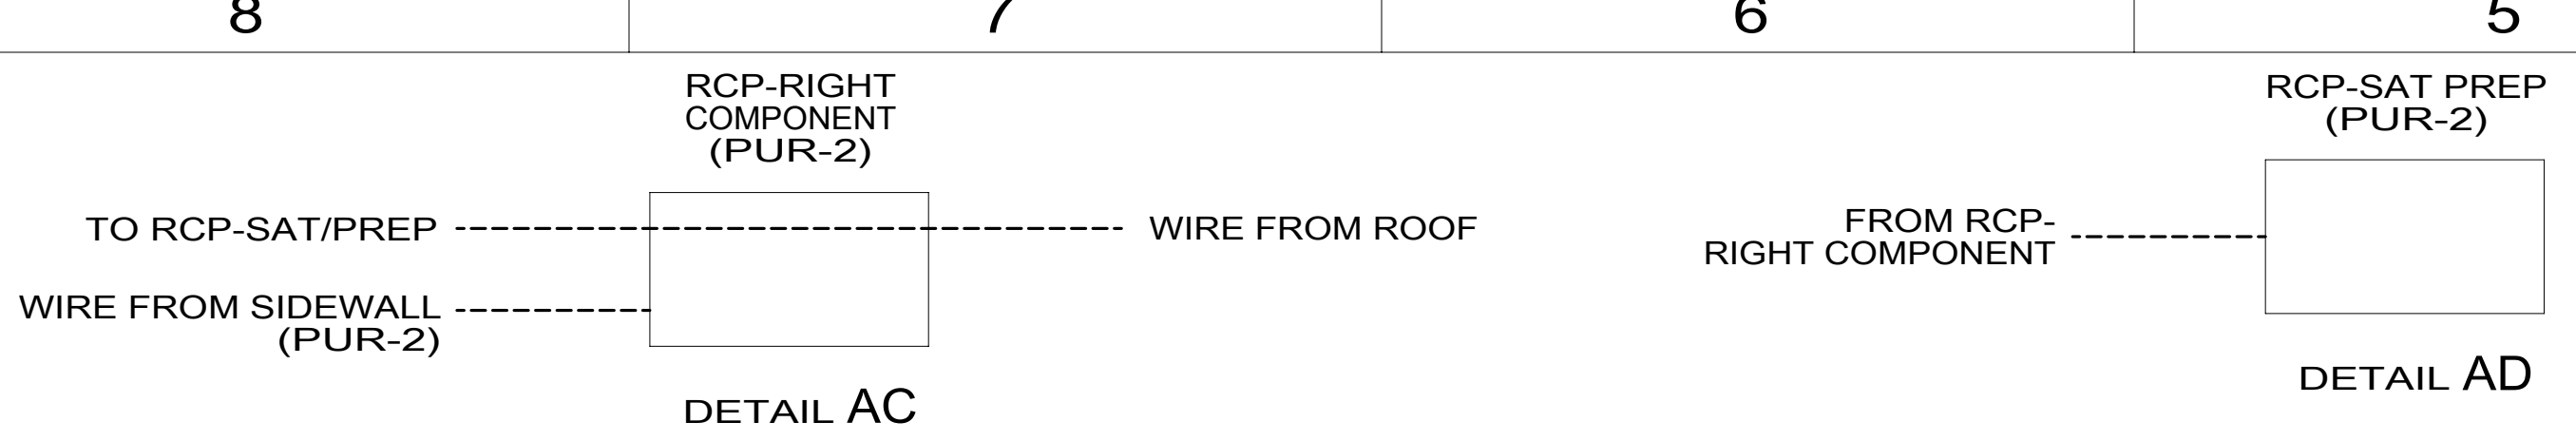 8
7
6
5
RCP-RIGHT
COMPONENT
(PUR-2)
TO RCP-SAT/PREP
WIRE FROM ROOF
WIRE FROM SIDEWALL
(PUR-2)
DETAIL AC
RCP-SAT PREP
(PUR-2)
FROM RCP-
RIGHT COMPONENT
DETAIL AD